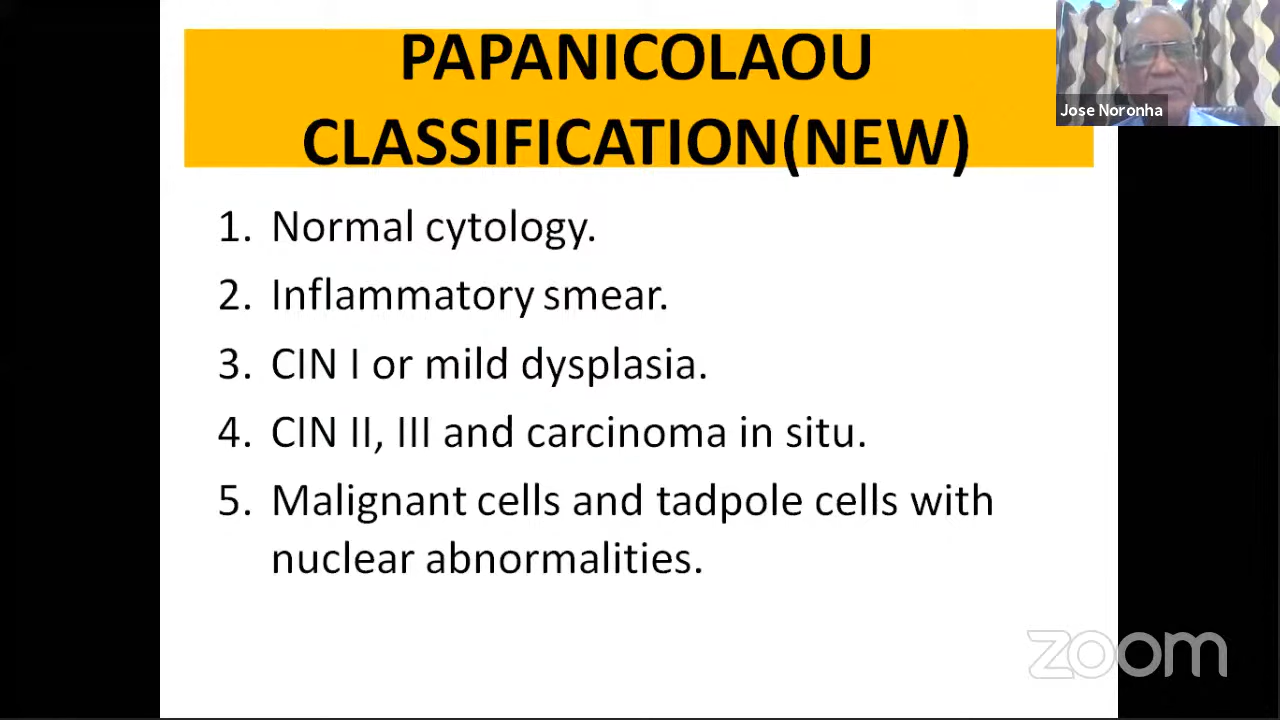 PAPANICOLAOU
CLASSIFICATION(NEW)
Jose Noronha
1. Normal cytology.
2. Inflammatory smear.
3. CIN I or mild dysplasia.
4. CIN II, III and carcinoma in situ.
5. Malignant cells and tadpole cells with
nuclear abnormalities.
zoom